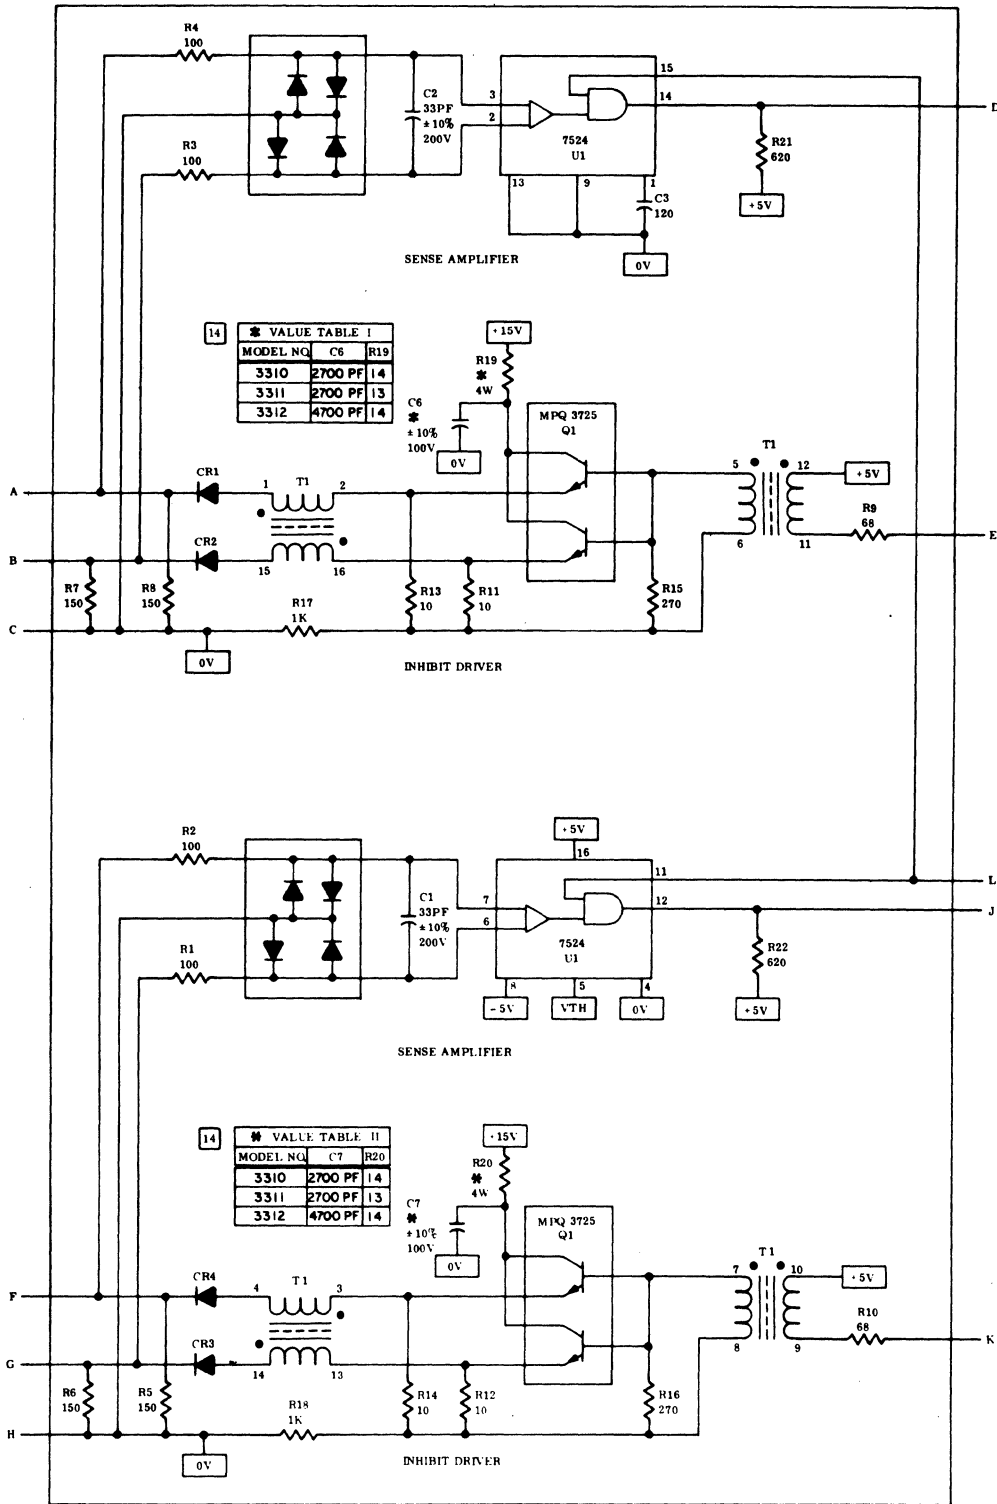 R4
100
R3
100
C2
33PF
±10%
200V
3
2
15
14
7524
U1
13
9
1
C3
120
0V
R21
620
+5V
D
SENSE AMPLIFIER
14
* VALUE TABLE I
MODEL NO C6 R19
3310 2700 PF 14
3311 2700 PF 13
3312 4700 PF 14
+15V
R19
*
4W
C6
*
±10%
100V
0V
MPQ 3725
Q1
T1
5
12
+5V
6
11
R9
68
E
A
CR1
1
T1
2
B
CR2
15
16
R7
150
R8
150
R13
10
R11
10
R15
270
R17
1K
C
0V
INHIBIT DRIVER
R2
100
R1
100
C1
33PF
±10%
200V
+5V
16
7
6
11
12
7524
U1
8
5
4
-5V
VTH
0V
L
J
R22
620
+5V
SENSE AMPLIFIER
14
* VALUE TABLE II
MODEL NO C7 R20
3310 2700 PF 14
3311 2700 PF 13
3312 4700 PF 14
+15V
R20
*
4W
C7
*
±10%
100V
0V
MPQ 3725
Q1
T1
7
10
+5V
8
9
R10
68
K
F
CR4
4
T1
3
G
CR3
14
13
R6
150
R5
150
R14
10
R12
10
R16
270
R18
1K
H
0V
INHIBIT DRIVER